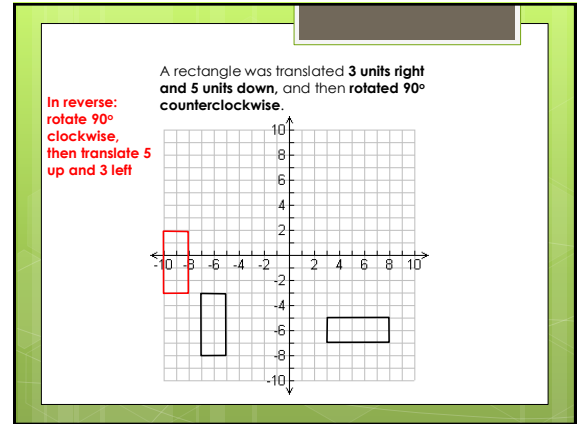 A rectangle was translated 3 units right
and 5 units down, and then rotated 90°
counterclockwise.
In reverse:
rotate 90°
clockwise,
then translate 5
up and 3 left
10
8
6
4
2
-10 -8 -6 -4 -2 2 4 6 8 10
-2
-4
-6
-8
-10